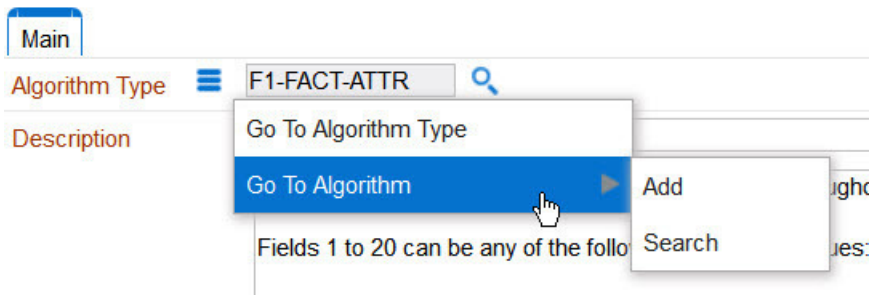 Main
Algorithm Type F1-FACT-ATTR
Description
Go To Algorithm Type
Go To Algorithm
Add
Search
Fields 1 to 20 can be any of the